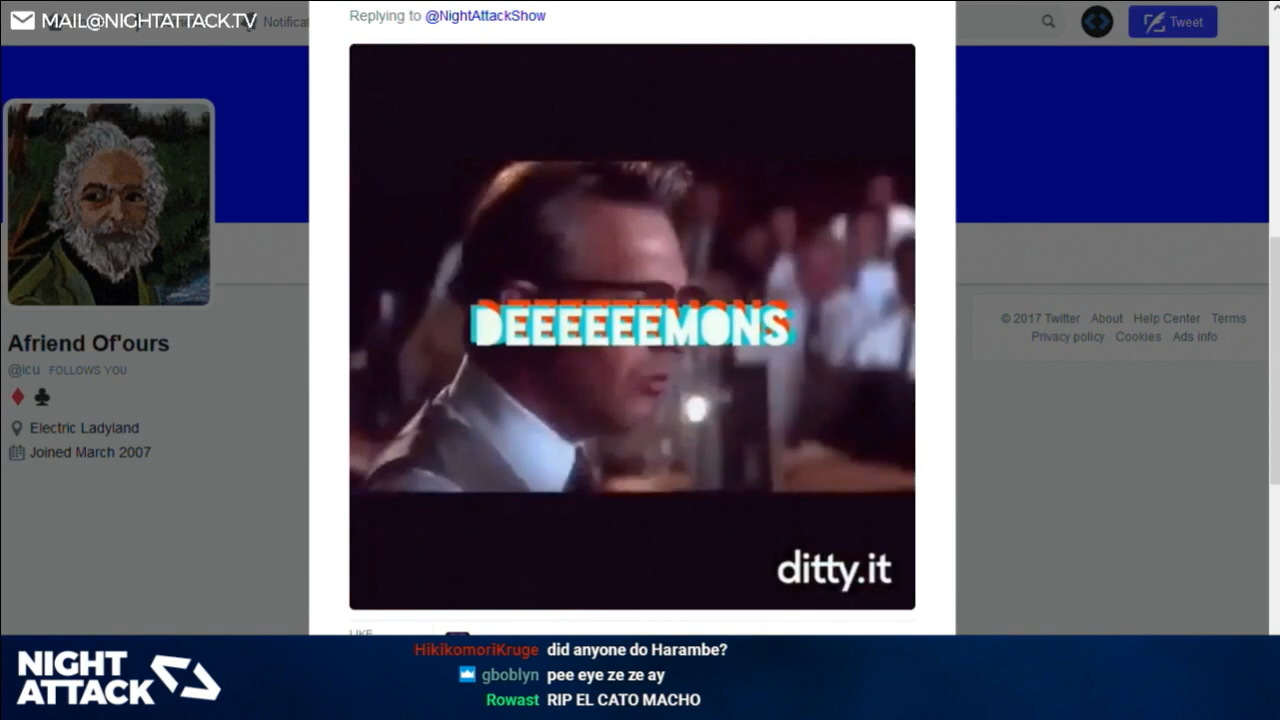 MAIL@NIGHTATTACK.TV
Notificat
Replying to @NightAttackShow
Tweet
DEEEEEEMONS
ditty.it
Afriend Of'ours
@icu FOLLOWS YOU
Electric Ladyland
Joined March 2007
© 2017 Twitter About Help Center Terms
Privacy policy Cookies Ads info
LIKE
NIGHT
ATTACK
HikikomoriKruge did anyone do Harambe?
gboblyn pee eye ze ze ay
Rowast RIP EL CATO MACHO